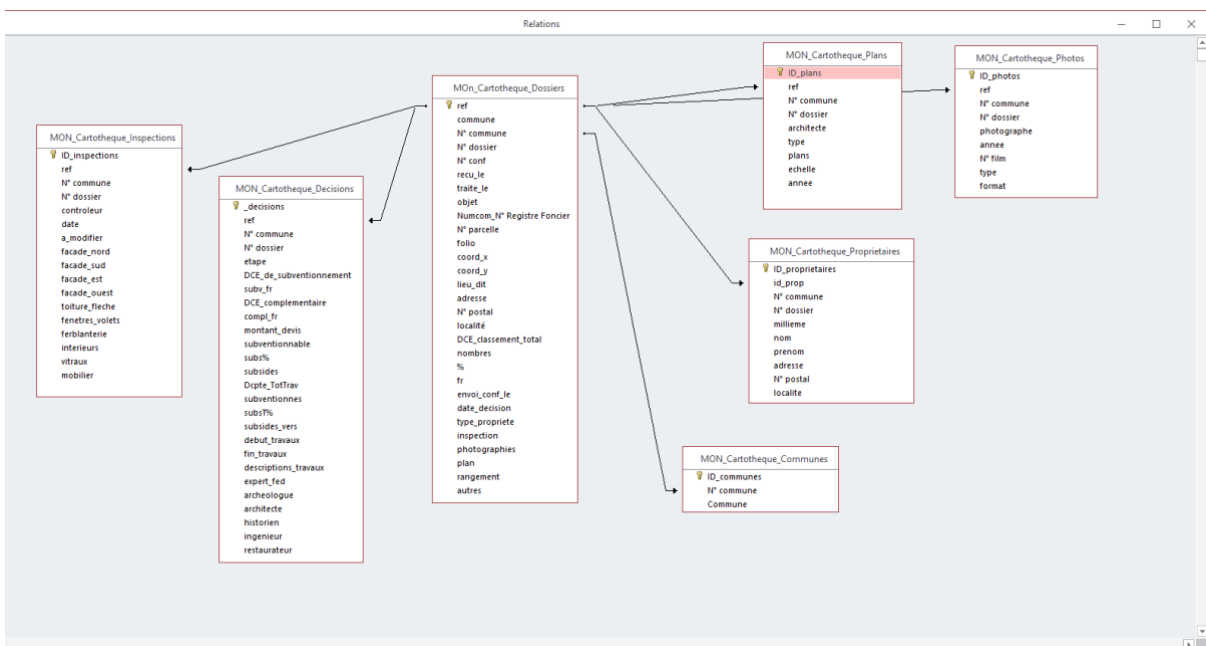 Relations
MON_Cartotheque_Inspections
ID_inspections
ref
N° commune
N° dossier
controleur
date
a_modifier
facade_nord
facade_sud
facade_est
facade_ouest
toiture_fleche
fenetres_volets
ferblanterie
interieurs
vitraux
mobilier
MON_Cartotheque_Decisions
_decisions
ref
N° commune
N° dossier
etape
DCE_de_subventionnement
subv_fr
DCE_complementaire
compl_fr
montant_devis
subventionnable
subs%
subsides
Dcpte_TotTrav
subventionnes
subsT%
subsides_vers
debut_travaux
fin_travaux
descriptions_travaux
expert_fed
archeologue
architecte
historien
ingenieur
restaurateur
MOn_Cartotheque_Dossiers
ref
commune
N° commune
N° dossier
N° conf
recu_le
traite_le
objet
Numcom_N° Registre Foncier
N° parcelle
folio
coord_x
coord_y
lieu_dit
adresse
N° postal
localité
DCE_classement_total
nombres
%
fr
envoi_conf_le
date_decision
type_propriete
inspection
photographies
plan
rangement
autres
MON_Cartotheque_Plans
ID_plans
ref
N° commune
N° dossier
architecte
type
plans
echelle
annee
MON_Cartotheque_Photos
ID_photos
ref
N° commune
N° dossier
photographe
annee
N° film
type
format
MON_Cartotheque_Proprietaires
ID_proprietaires
id_prop
N° commune
N° dossier
millieme
nom
prenom
adresse
N° postal
localite
MON_Cartotheque_Communes
ID_communes
N° commune
Commune